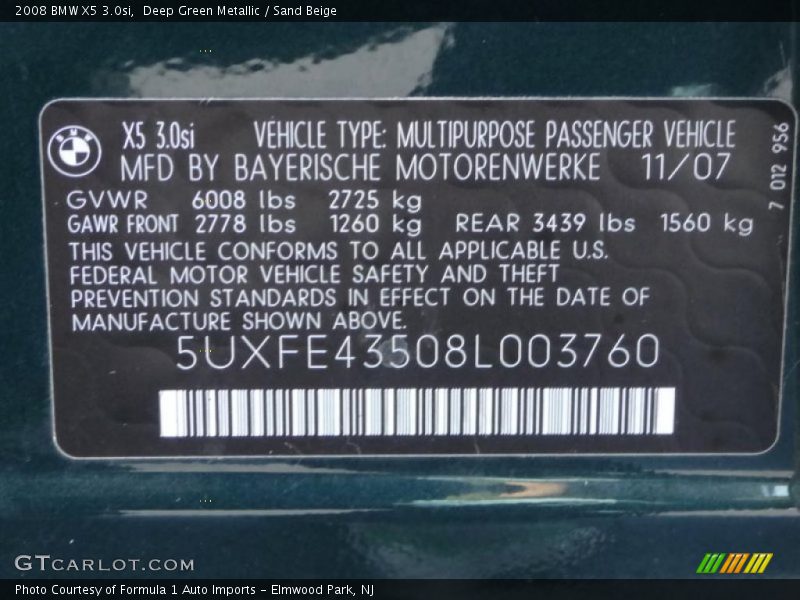 2008 BMW X5 3.0si, Deep Green Metallic / Sand Beige
BMW
X5 3.0si VEHICLE TYPE: MULTIPURPOSE PASSENGER VEHICLE
MFD BY BAYERISCHE MOTORENWERKE 11/07
7 012 956
GVWR 6008 lbs 2725 kg
GAWR FRONT 2778 lbs 1260 kg REAR 3439 lbs 1560 kg
THIS VEHICLE CONFORMS TO ALL APPLICABLE U.S.
FEDERAL MOTOR VEHICLE SAFETY AND THEFT
PREVENTION STANDARDS IN EFFECT ON THE DATE OF
MANUFACTURE SHOWN ABOVE.
5UXFE43508L003760
GTCARLOT.COM
Photo Courtesy of Formula 1 Auto Imports - Elmwood Park, NJ